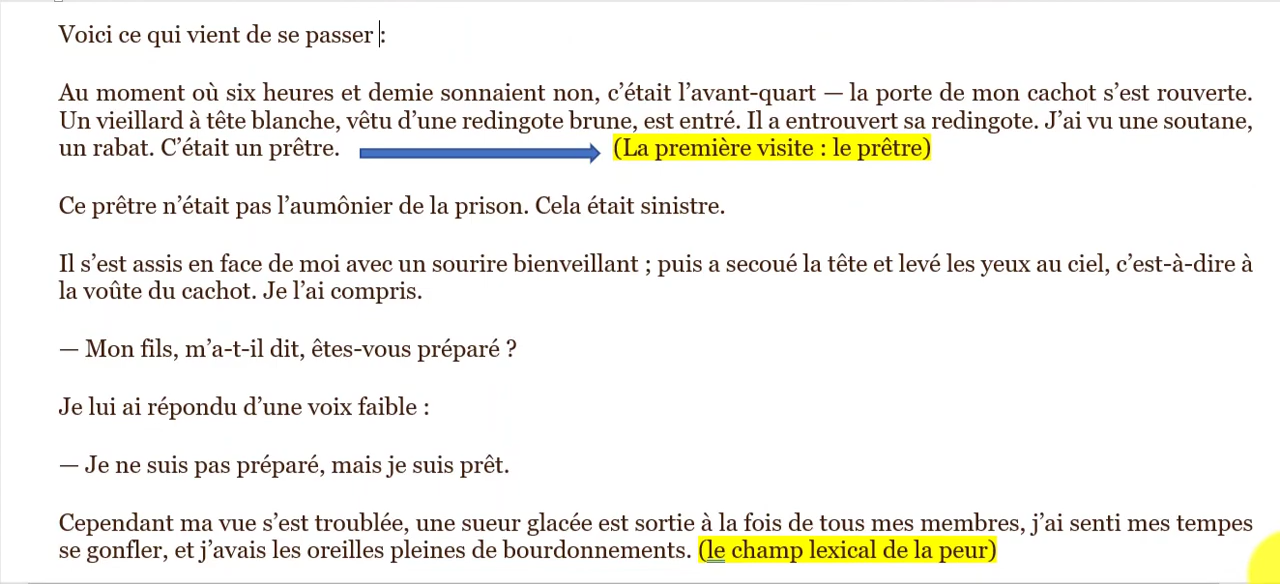 Voici ce qui vient de se passer :
Au moment où six heures et demie sonnaient non, c’était l’avant-quart — la porte de mon cachot s’est rouverte.
Un vieillard à tête blanche, vêtu d’une redingote brune, est entré. Il a entrouvert sa redingote. J’ai vu une soutane,
un rabat. C’était un prêtre. (La première visite : le prêtre)
Ce prêtre n’était pas l’aumônier de la prison. Cela était sinistre.
Il s’est assis en face de moi avec un sourire bienveillant ; puis a secoué la tête et levé les yeux au ciel, c’est-à-dire à
la voûte du cachot. Je l’ai compris.
— Mon fils, m’a-t-il dit, êtes-vous préparé ?
Je lui ai répondu d’une voix faible :
— Je ne suis pas préparé, mais je suis prêt.
Cependant ma vue s’est troublée, une sueur glacée est sortie à la fois de tous mes membres, j’ai senti mes tempes
se gonfler, et j’avais les oreilles pleines de bourdonnements. (le champ lexical de la peur)